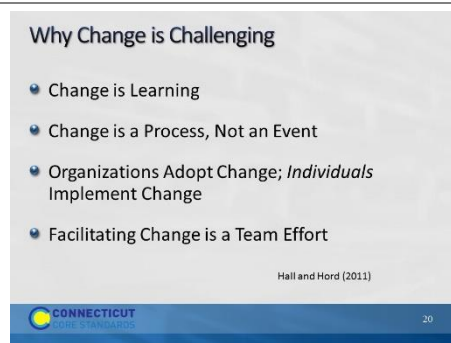 Why Change is Challenging
Change is Learning
Change is a Process, Not an Event
Organizations Adopt Change; Individuals
Implement Change
Facilitating Change is a Team Effort
Hall and Hord (2011)
CONNECTICUT
CORE STANDARDS
20